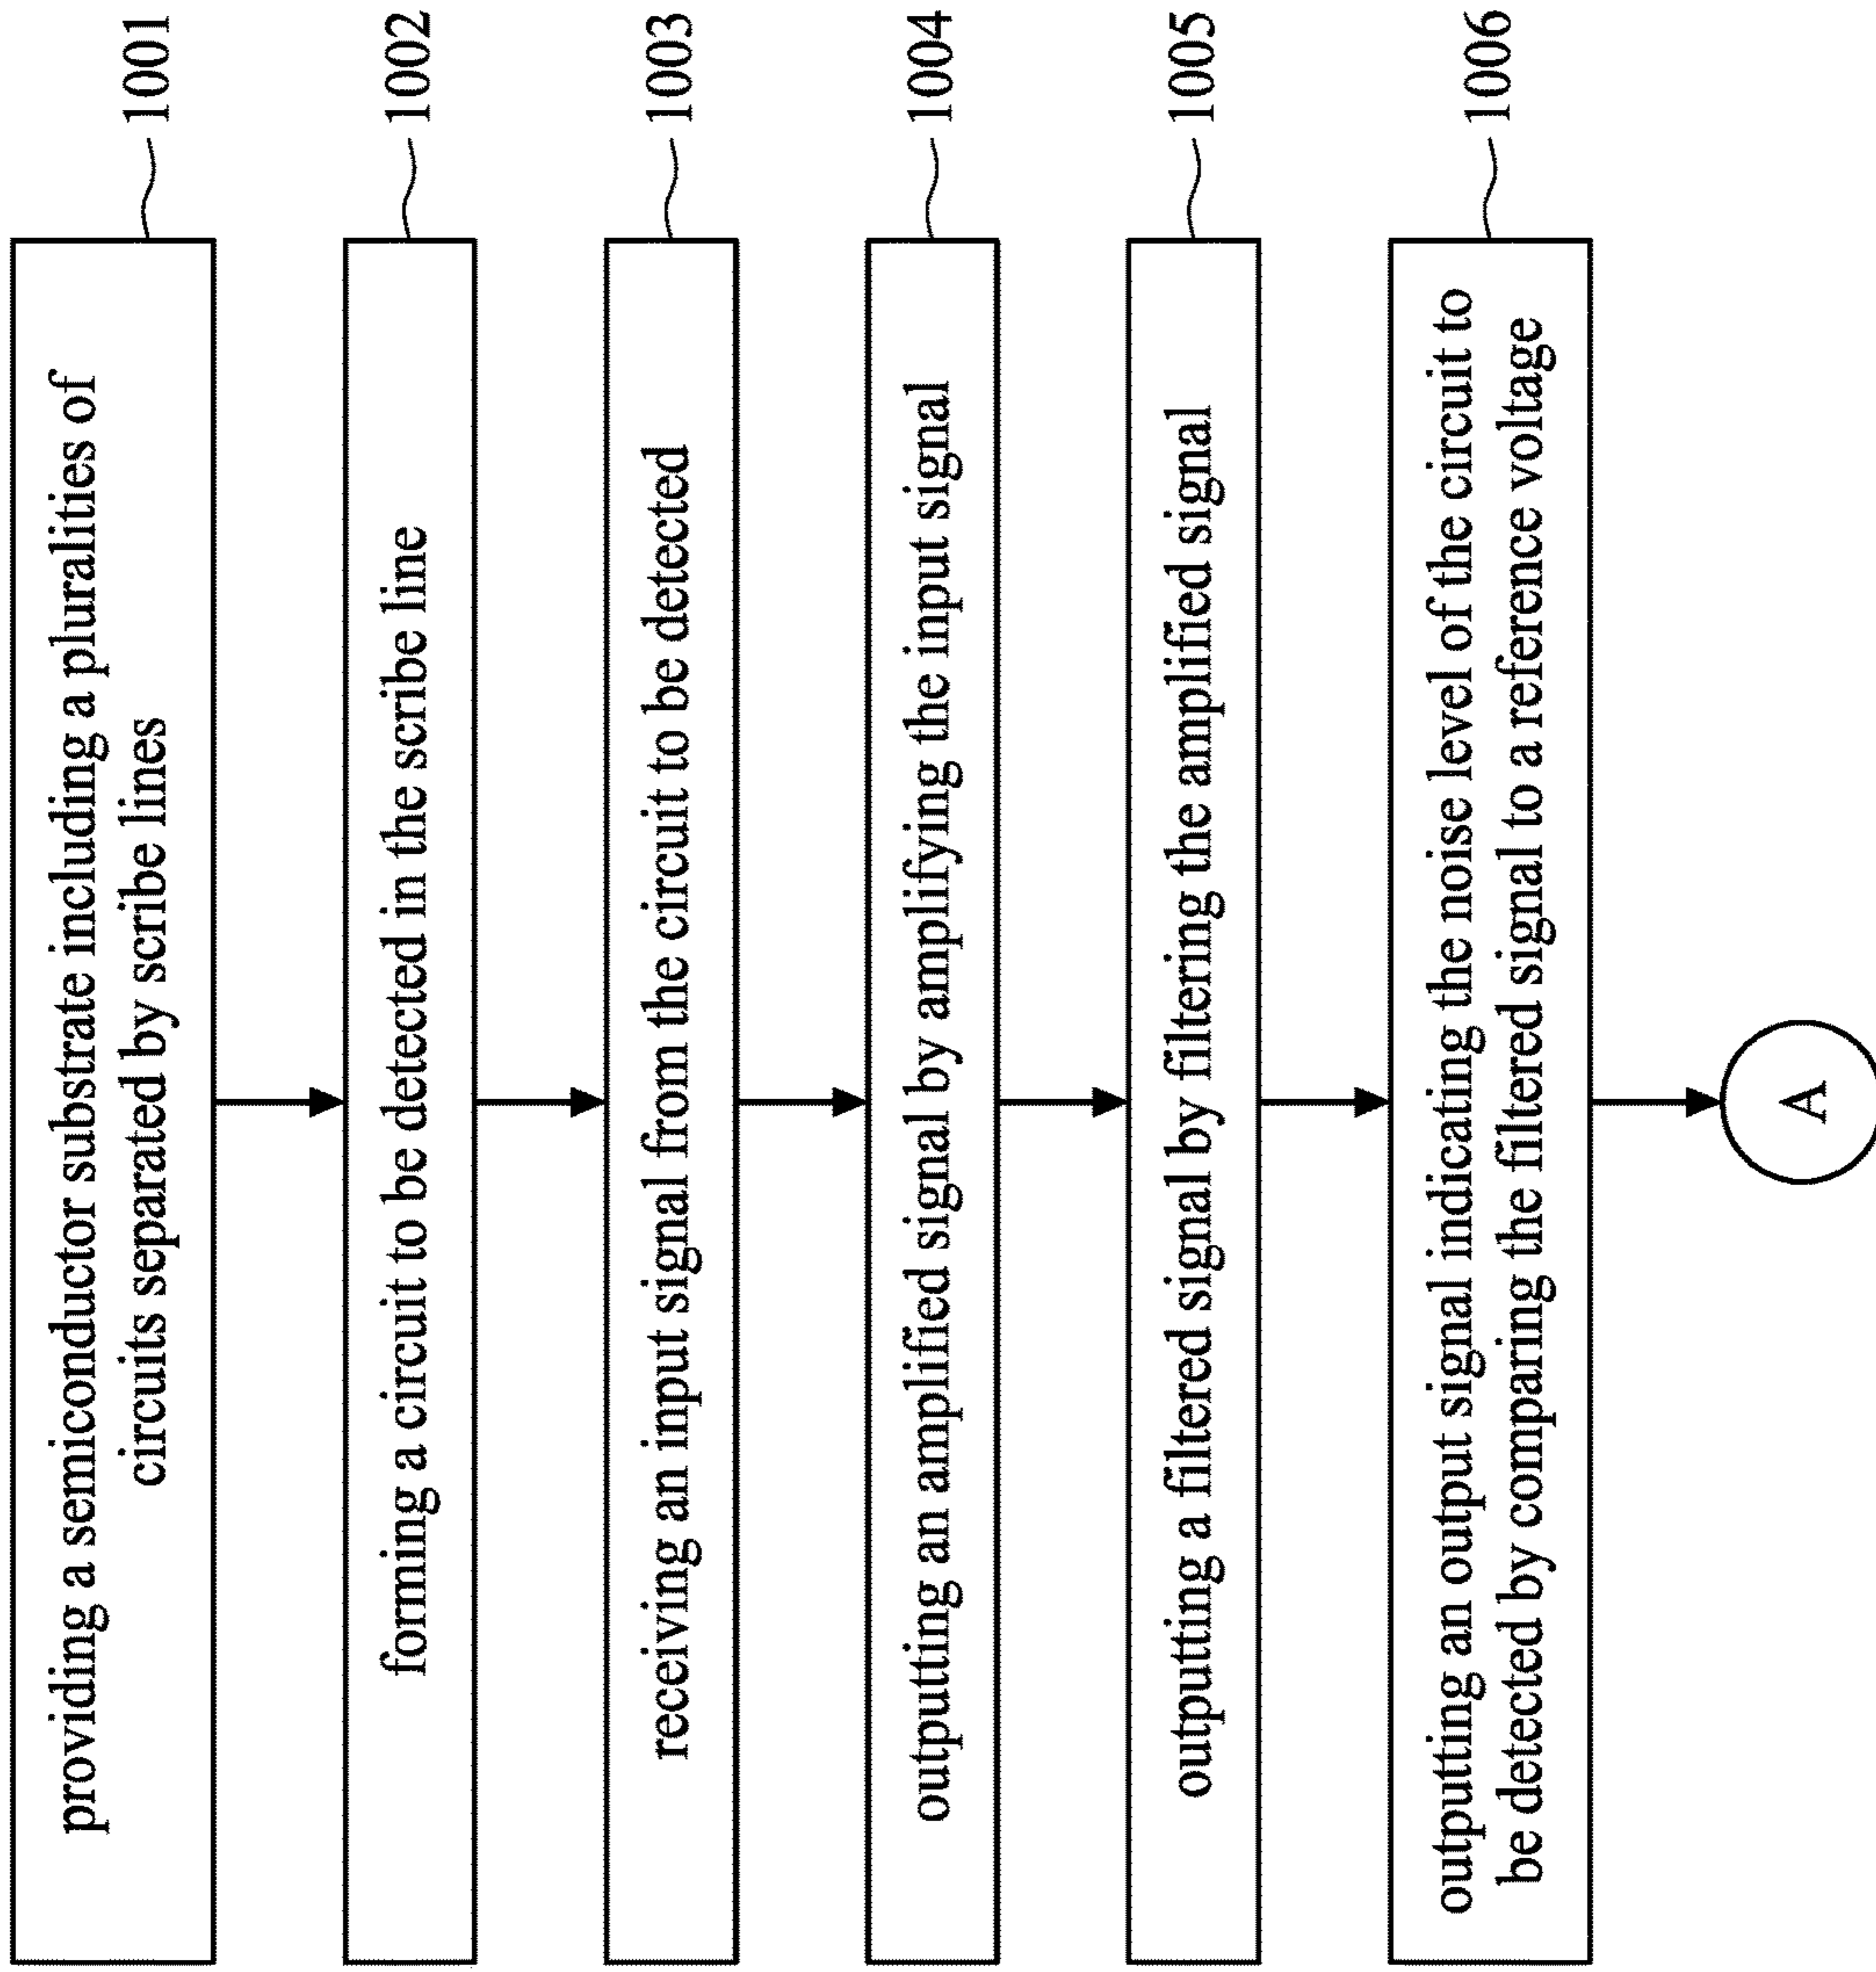 providing a semiconductor substrate including a pluralities of
circuits separated by scribe lines
1001
forming a circuit to be detected in the scribe line
1002
receiving an input signal from the circuit to be detected
1003
outputting an amplified signal by amplifying the input signal
1004
outputting a filtered signal by filtering the amplified signal
1005
outputting an output signal indicating the noise level of the circuit to
be detected by comparing the filtered signal to a reference voltage
1006
A